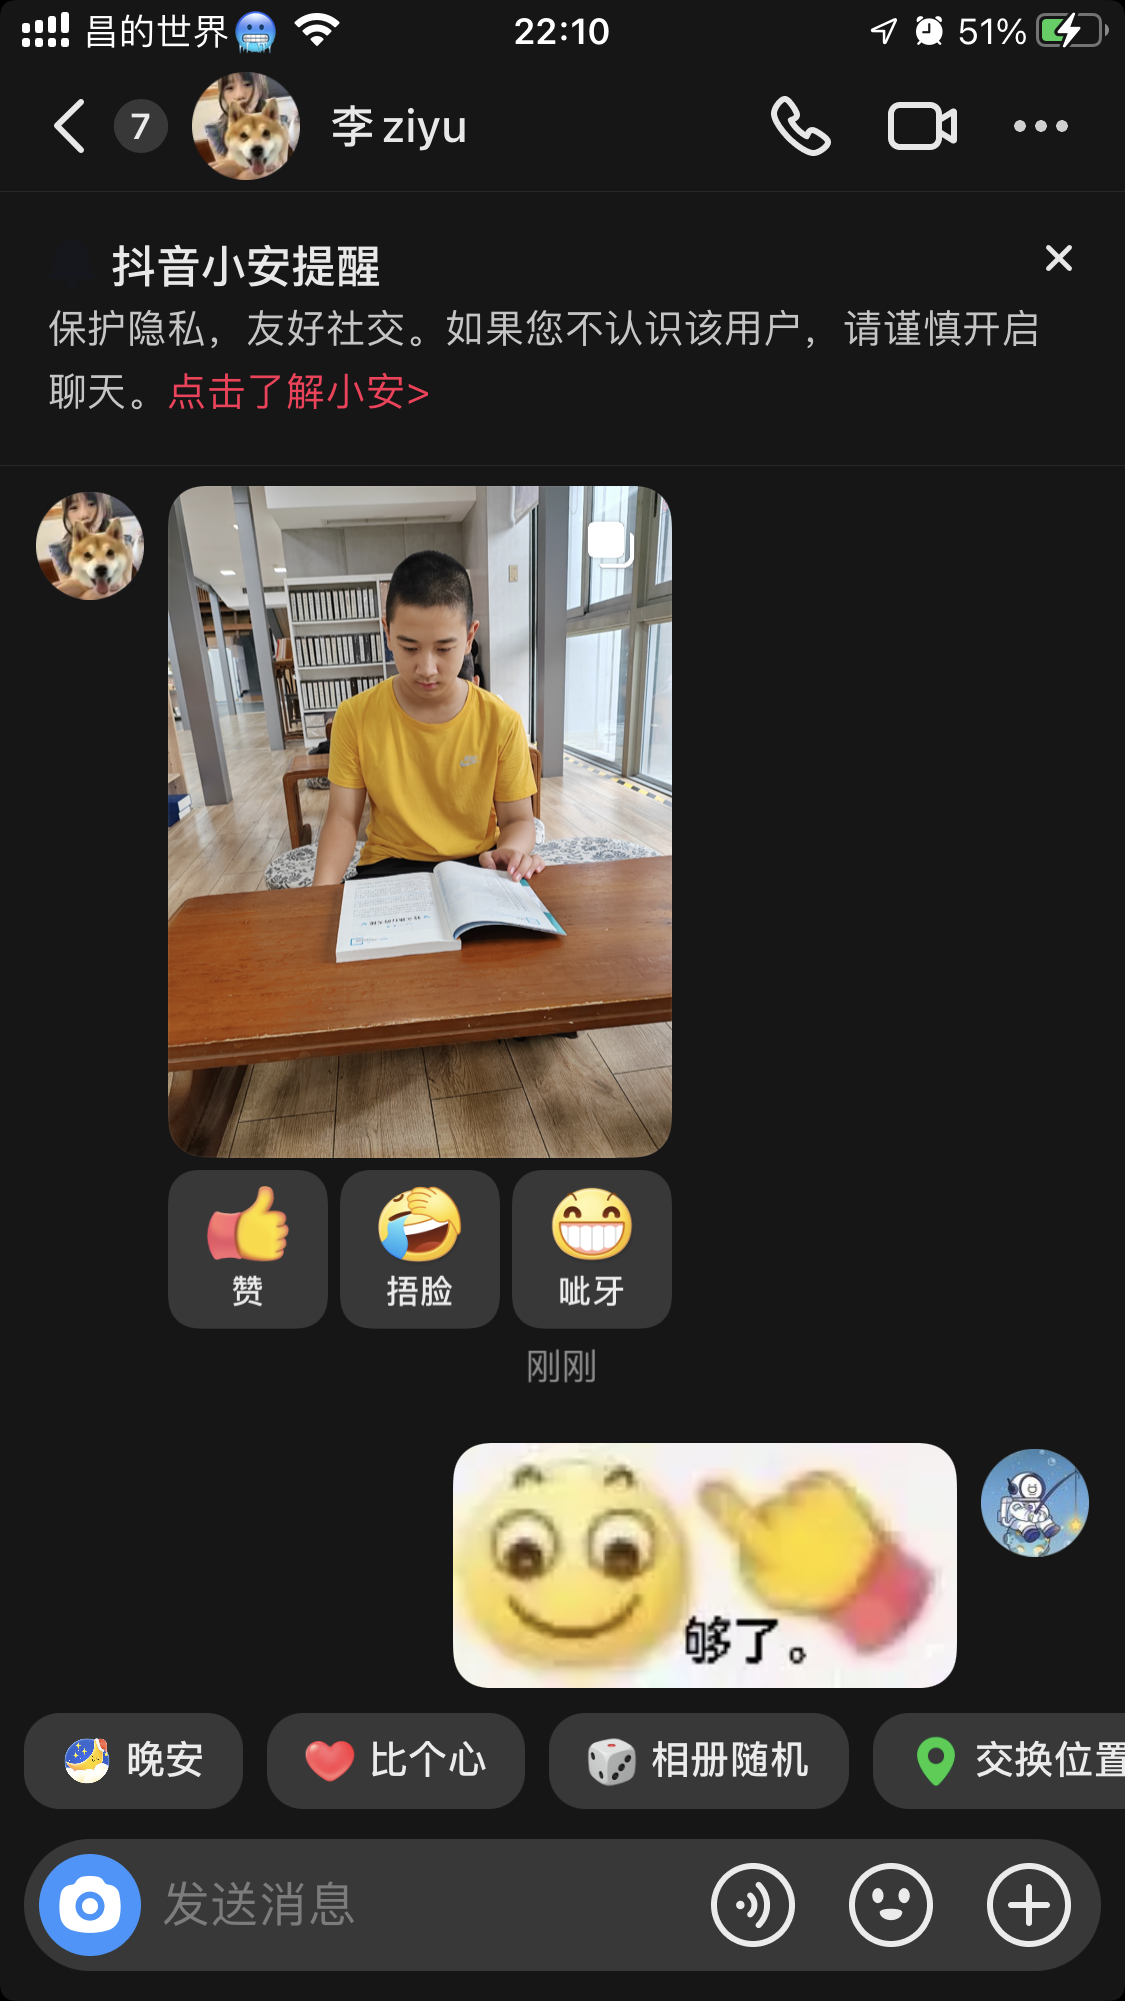 昌的世界🥶 22:10 51%
7 李 ziyu
抖音小安提醒
保护隐私，友好社交。如果您不认识该用户，请谨慎开启
聊天。点击了解小安>
赞 捂脸 呲牙
刚刚
够了。
晚安 比个心 相册随机 交换位置
发送消息